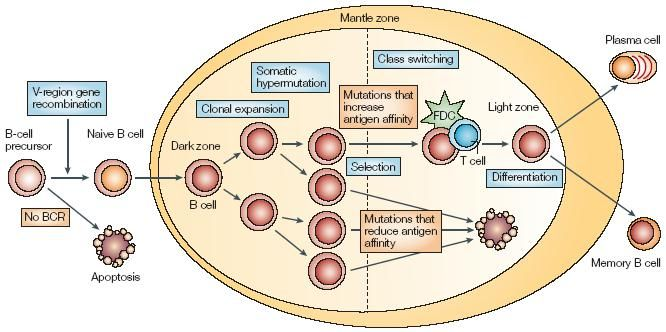 Mantle zone
Plasma cell
Class switching
Somatic
hypermutation
V-region gene
recombination
Mutations that
increase
antigen affinity
Clonal expansion
FDC
Light zone
B-cell
precursor
Naive B cell
Dark zone
T cell
Selection
Differentiation
B cell
No BCR
Mutations that
reduce antigen
affinity
Apoptosis
Memory B cell